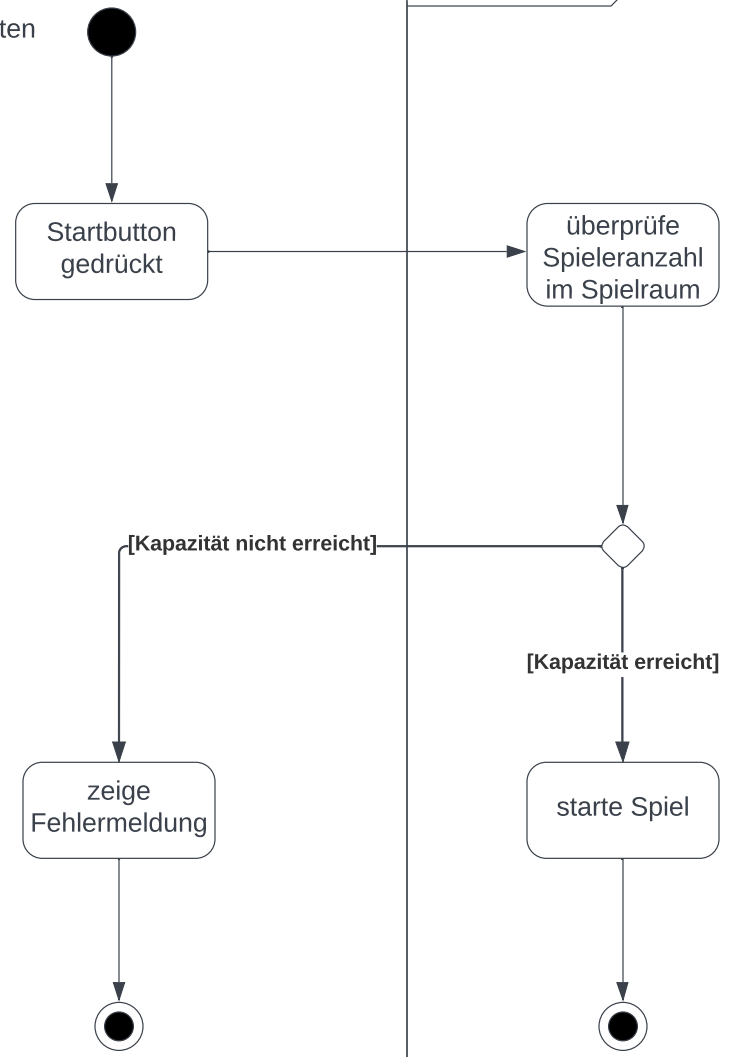 ten
Startbutton
gedrückt
überprüfe
Spieleranzahl
im Spielraum
[Kapazität nicht erreicht]
[Kapazität erreicht]
zeige
Fehlermeldung
starte Spiel